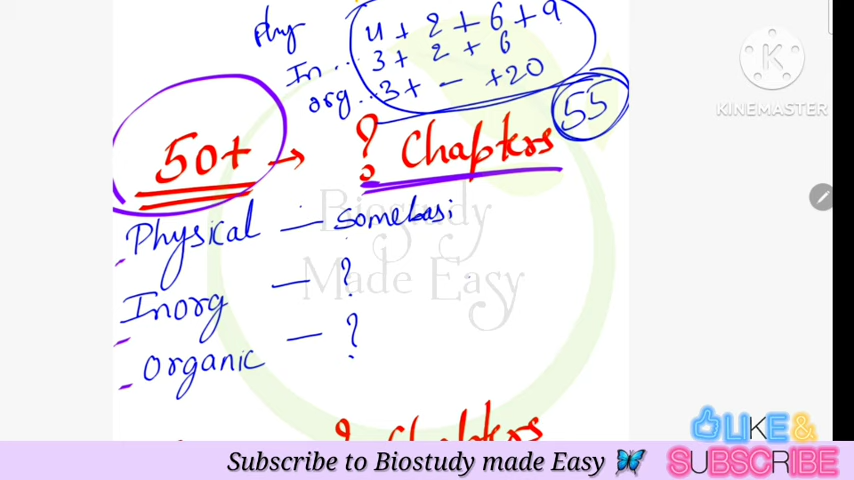 Phy 4 + 2 + 6 + 9
In... 3 + 2 + 6
org... 3 + - + 20
55
50+ → ? Chapters
Physical — somebasi
Inorg — ?
Organic — ?
? Chapters
Biostudy
Made Easy
KINEMASTER
LIKE &
SUBSCRIBE
Subscribe to Biostudy made Easy 🦋